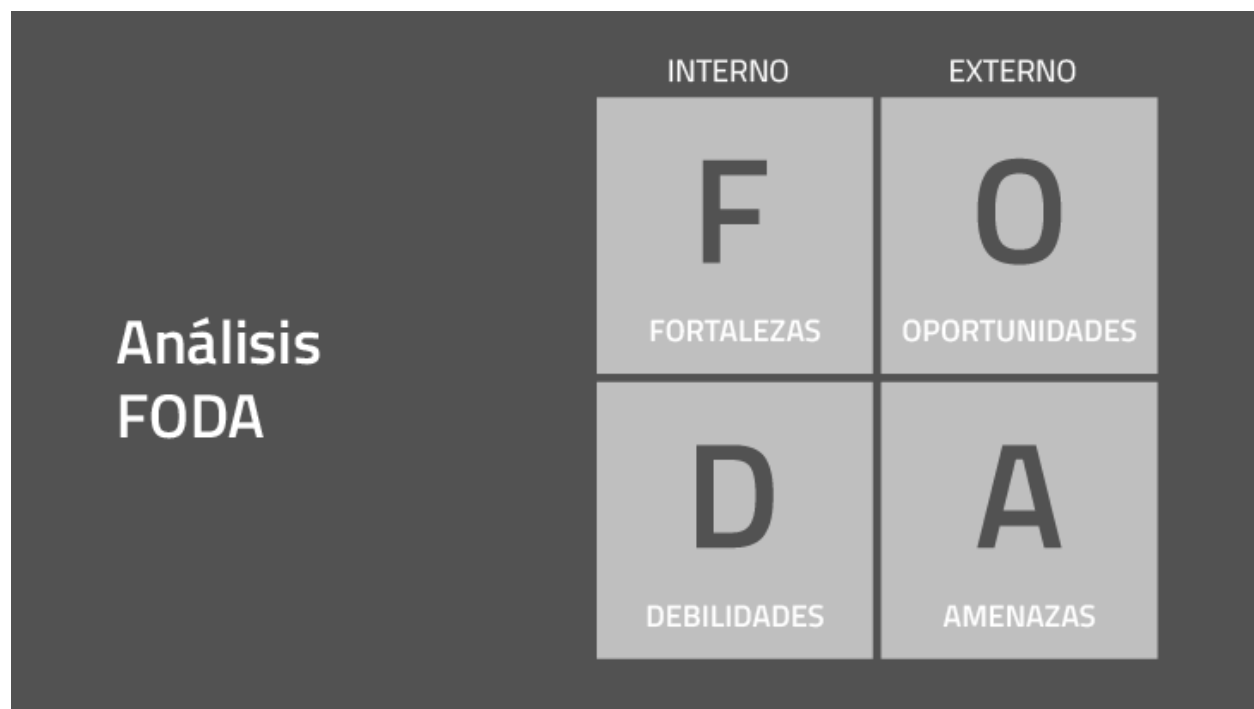 INTERNO EXTERNO
F O
FORTALEZAS OPORTUNIDADES
Análisis
FODA
D A
DEBILIDADES AMENAZAS